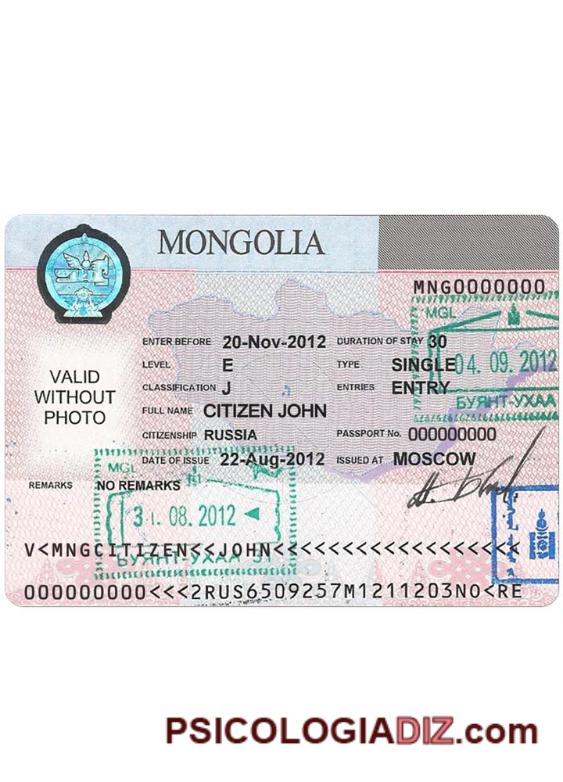 MONGOLIA
MNG0000000
ENTER BEFORE 20-Nov-2012 DURATION OF STAY 30
LEVEL E TYPE SINGLE
CLASSIFICATION J ENTRIES ENTRY
FULL NAME CITIZEN JOHN
CITIZENSHIP RUSSIA PASSPORT No. 000000000
DATE OF ISSUE 22-Aug-2012 ISSUED AT MOSCOW
VALID
WITHOUT
PHOTO
REMARKS NO REMARKS
MGL
04. 09. 2012
БУЯНТ-УХАА
MGL
31. 08. 2012
БУЯНТ-УХАА
V<MNGCITIZEN<<JOHN<<<<<<<<<<<<<<<<<<
000000000<<<2RUS6509257M1211203NO<RE
PSICOLOGIADIZ.com